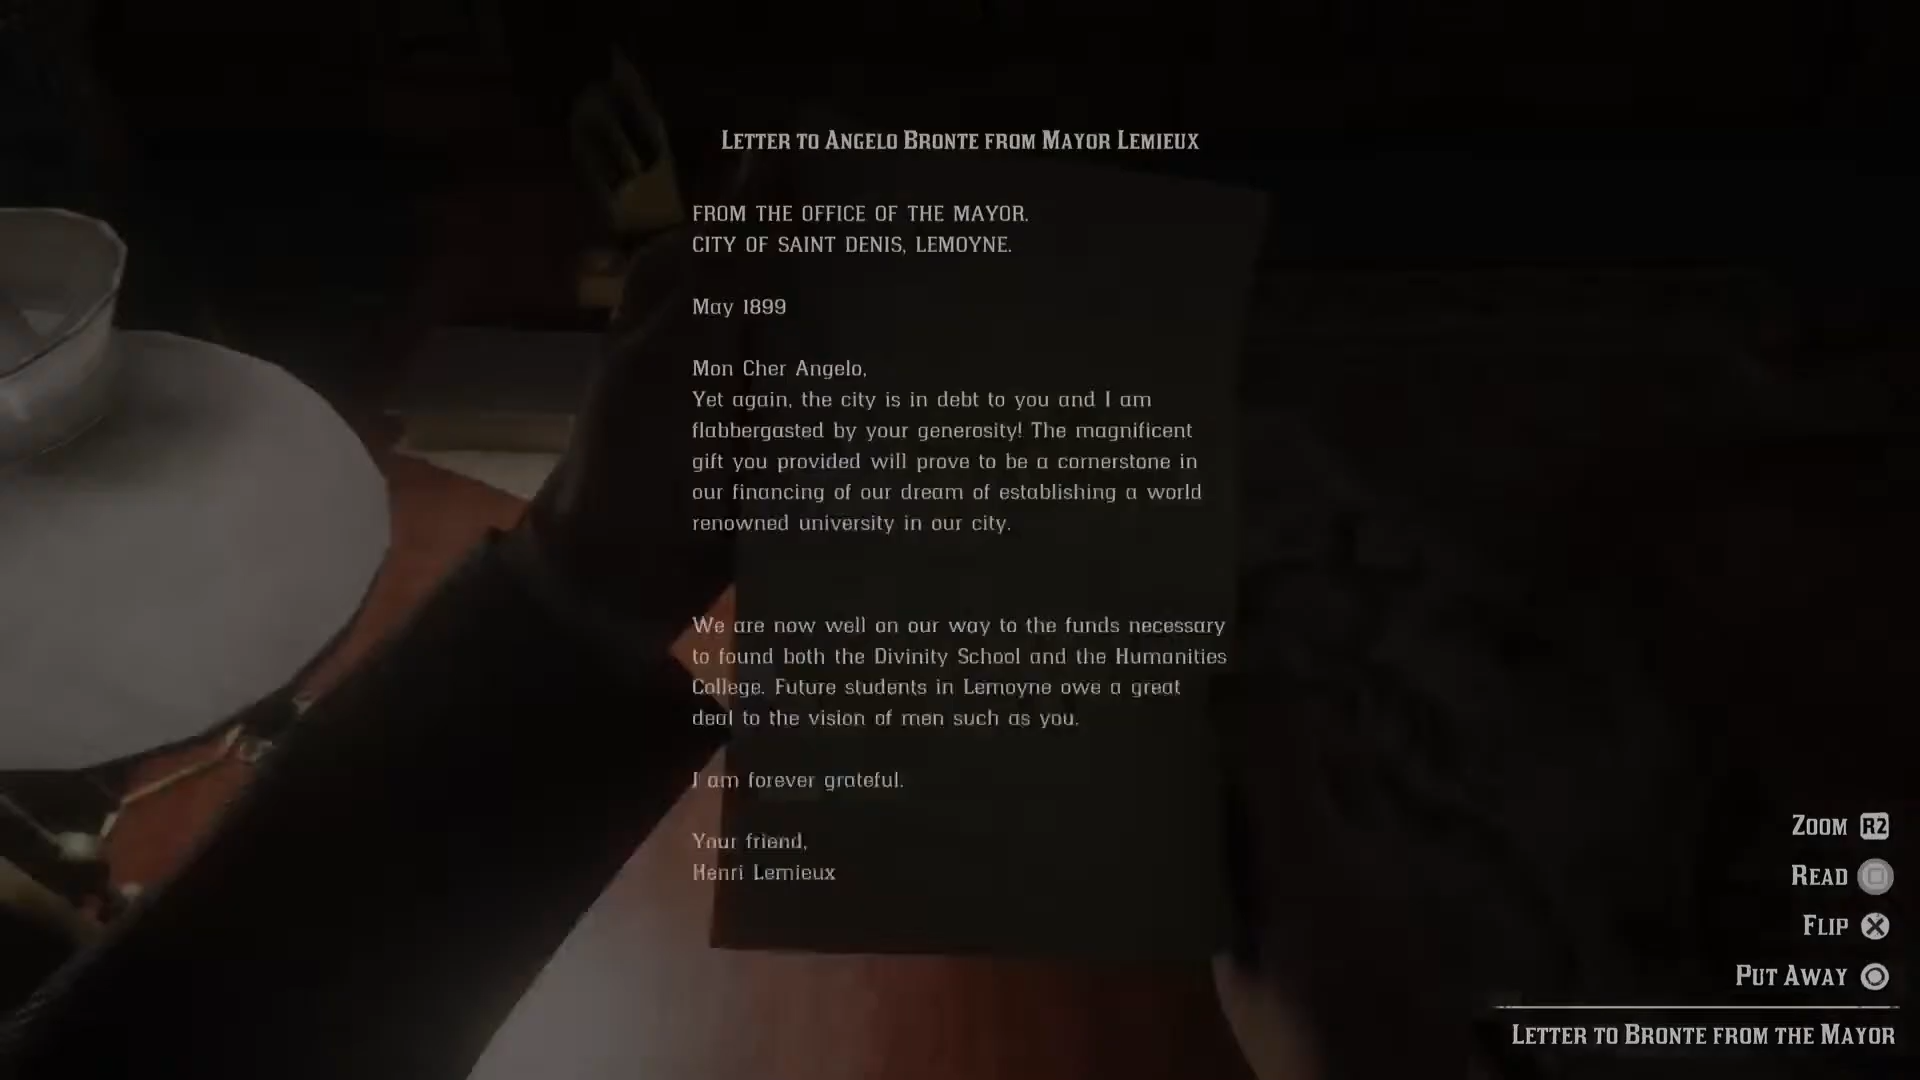 LETTER TO ANGELO BRONTE FROM MAYOR LEMIEUX
FROM THE OFFICE OF THE MAYOR.
CITY OF SAINT DENIS, LEMOYNE.
May 1899
Mon Cher Angelo,
Yet again, the city is in debt to you and I am
flabbergasted by your generosity! The magnificent
gift you provided will prove to be a cornerstone in
our financing of our dream of establishing a world
renowned university in our city.
We are now well on our way to the funds necessary
to found both the Divinity School and the Humanities
College. Future students in Lemoyne owe a great
deal to the vision of men such as you.
I am forever grateful.
Your friend,
Henri Lemieux
ZOOM R2
READ
FLIP
PUT AWAY
LETTER TO BRONTE FROM THE MAYOR